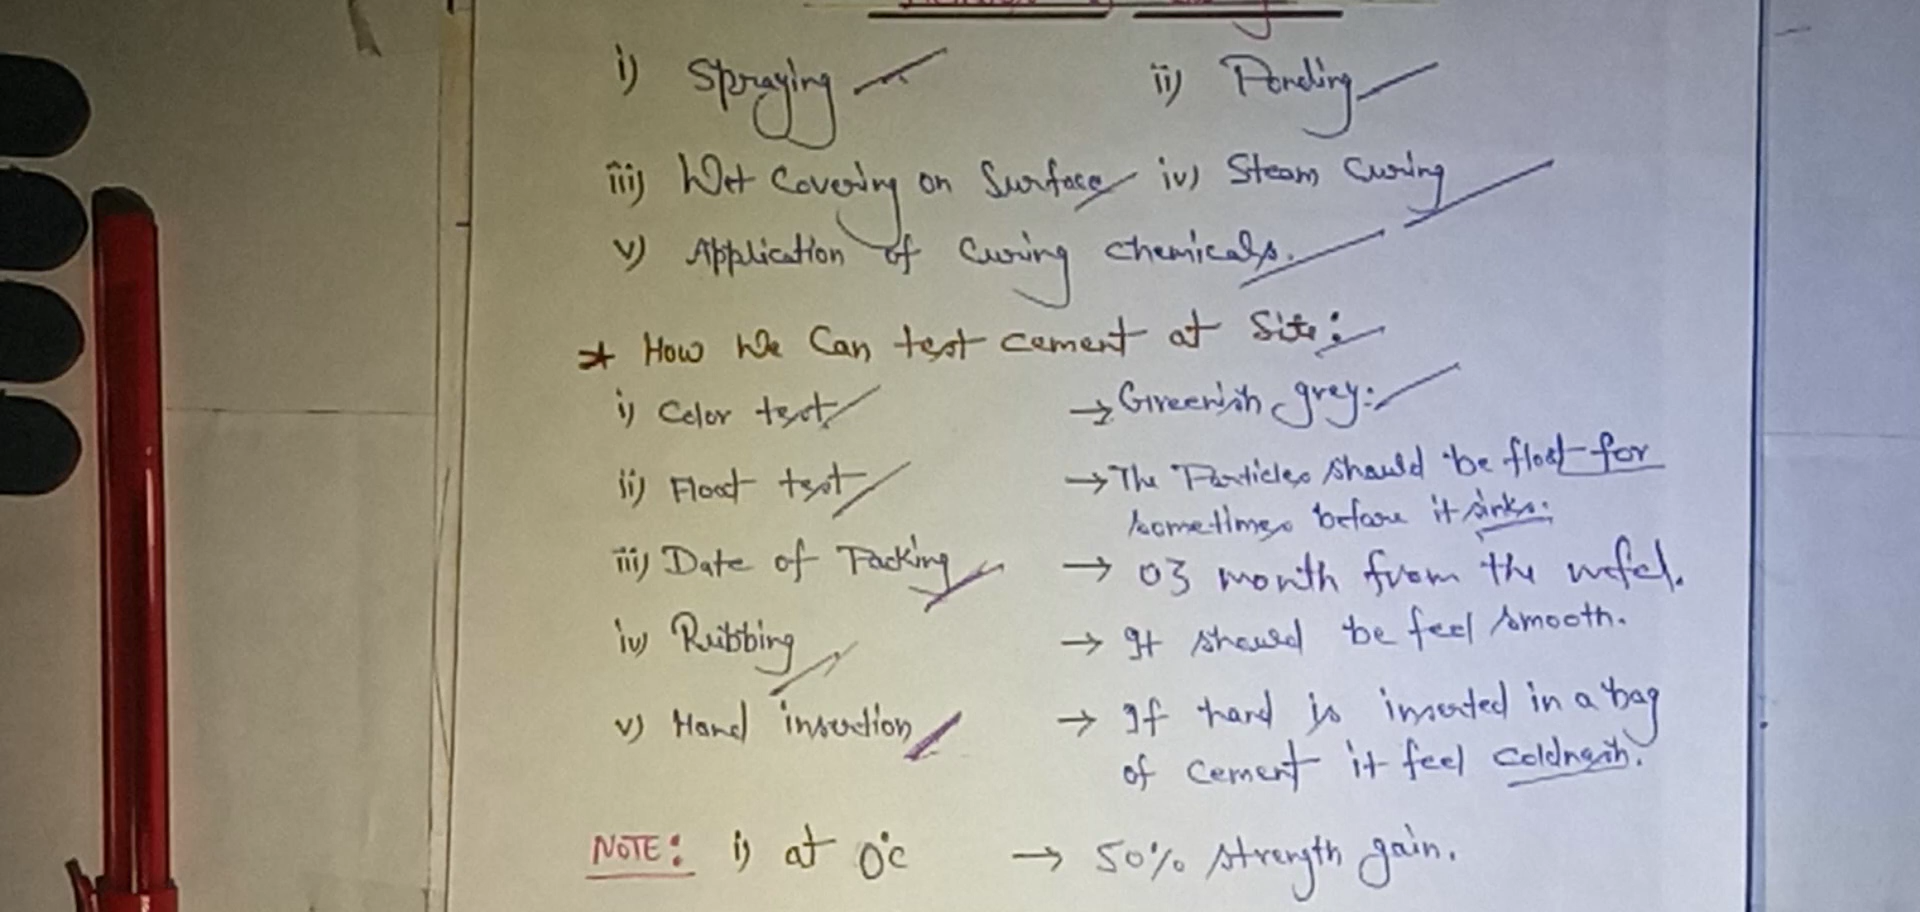 i) Spraying ii) Ponding
iii) Wet Covering on Surface iv) Steam Curing
v) Application of Curing chemicals.
* How We Can test cement at Site:
i) Color test → Greenish grey:
ii) Float test → The Particles should be float for
sometimes before it sinks:
iii) Date of Packing → 03 month from the mfd.
iv) Rubbing → It should be feel smooth.
v) Hand insertion → If hand is inserted in a bag
of cement it feel coldnesh.
NOTE: i) at 0°c → 50% strength gain.